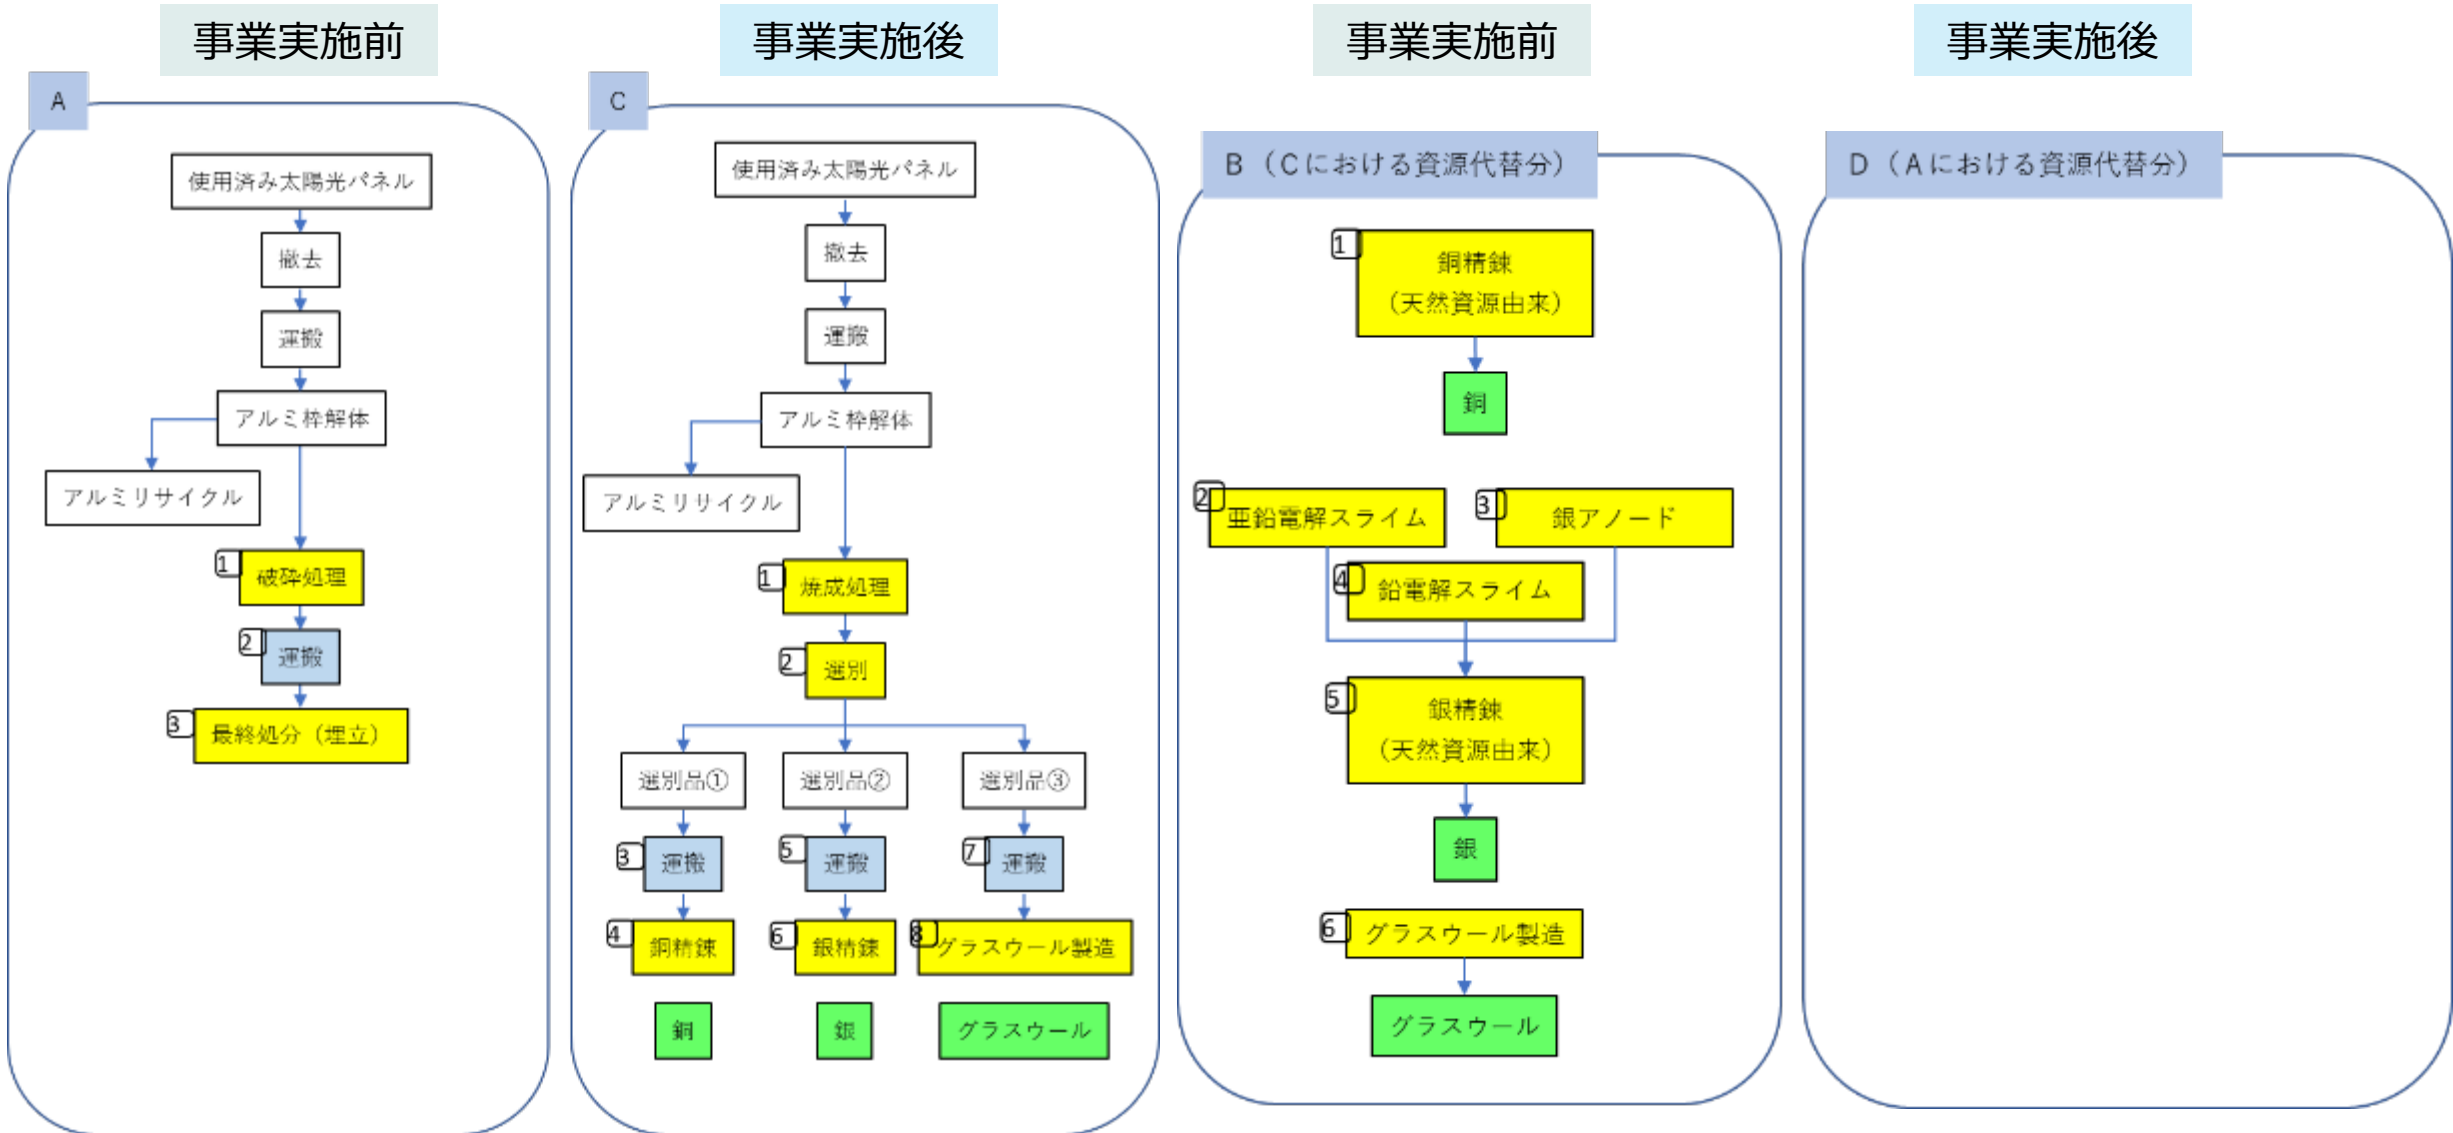 事業実施前
事業実施後
事業実施前
事業実施後
A
使用済み太陽光パネル
撤去
運搬
アルミ枠解体
アルミリサイクル
1
破砕処理
2
運搬
3
最終処分（埋立）
C
使用済み太陽光パネル
撤去
運搬
アルミ枠解体
アルミリサイクル
1
焼成処理
2
選別
選別品①
選別品②
選別品③
3
運搬
5
運搬
7
運搬
4
銅精錬
6
銀精錬
8
グラスウール製造
銅
銀
グラスウール
B（Cにおける資源代替分）
1
銅精錬
（天然資源由来）
銅
2
亜鉛電解スライム
3
銀アノード
4
鉛電解スライム
5
銀精錬
（天然資源由来）
銀
6
グラスウール製造
グラスウール
D（Aにおける資源代替分）